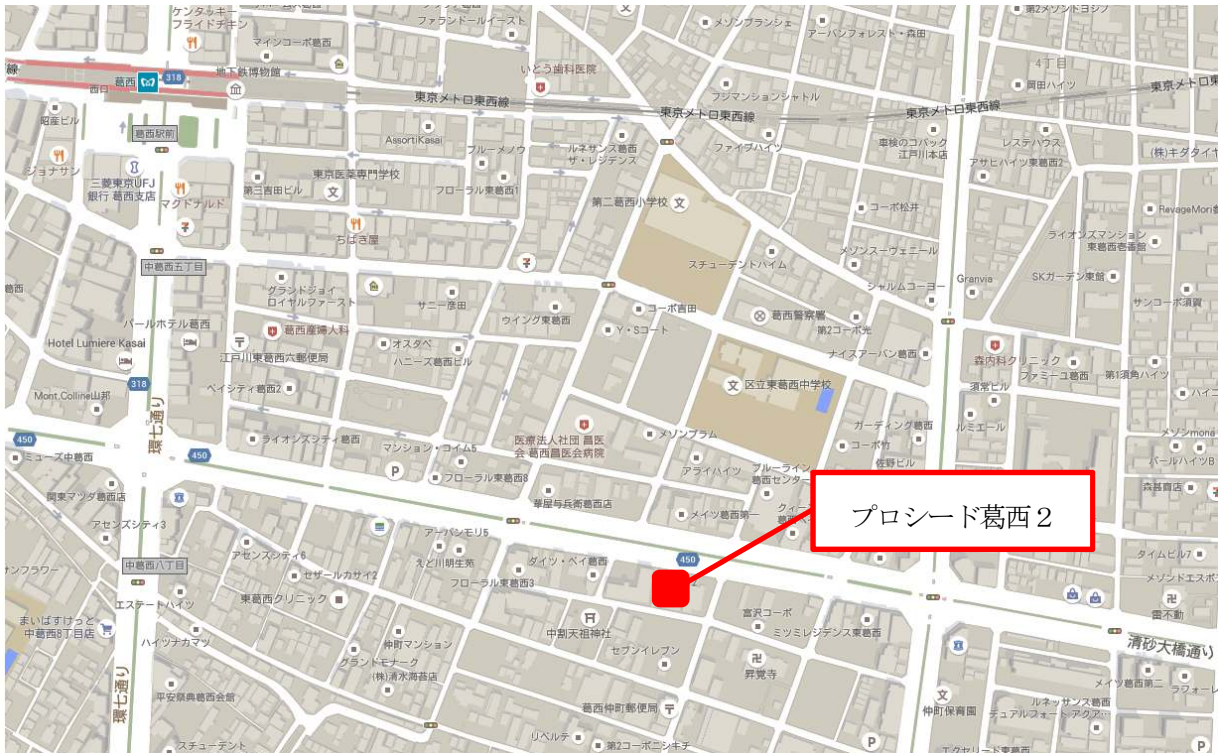 ケンタッキー
フライドチキン
ファランドールイースト
メゾンブランシェ
第2メゾンドヨシノ
アーバンフォレスト・森田
マイツコーポ葛西
地下鉄博物館
いとう歯科医院
4丁目
岡田ハイツ
葛西
318
西口
東京メトロ東西線
フジマンションシャトル
東京メトロ東西線
東京メトロ東西線
昭産ビル
葛西駅前
AssortiKasai
ブルーメノウ
ルネサンス葛西
ザ・レジデンス
ファイブハイツ
車検のコバック
江戸川本店
レステハウス
アサヒハイツ東葛西2
(株)キダタイヤ
ジョナサン
三菱東京UFJ
銀行 葛西支店
マクドナルド
第三吉田ビル
東京医薬専門学校
フローラル東葛西1
第二葛西小学校
コーポ松井
ちばき屋
メゾンスーヴェニール
ライオンズマンション
東葛西壱番館
中葛西五丁目
グランドジョイ
ロイヤルファースト
サニー彦田
スチューデントハイム
シャルムコーヨー
Granvia
SKガーデン東館
サンコーポ須賀
葛西
パールホテル葛西
葛西産婦人科
ウイング東葛西
コーポ吉田
Y・Sコート
葛西警察署
第2コーポ光
Hotel Lumiere Kasai
江戸川東葛西六郵便局
オスタベ
ハニーズ葛西ビル
ナイスアーバン葛西
森内科クリニック
ファミーユ葛西
第1須角ハイツ
318
Mont.Colline山邦
ベイシティ葛西2
区立東葛西中学校
須常ビル
環七通り
ルミエール
450
450
ライオンズシティ葛西
マンション・コイム5
医療法人社団 昌医
会 葛西昌医会病院
メゾンプラム
ガーデニング葛西
コーポ竹
佐野ビル
メゾンmona
パールハイツB
ミューズ中葛西
フローラル東葛西8
アライハイツ
ブルーライン
葛西センター
関東マツダ葛西店
華屋与兵衛葛西店
メイツ葛西第一
プロシード葛西2
森甚商店
アセンズシティ3
アーバンモリ5
アセンズシティ6
えど川明生苑
ダイツ・ベイ葛西
450
タイムビル7
中葛西八丁目
セザールカサイ2
フローラル東葛西3
メゾンドエスポ
サンフラワー
エステートハイツ
東葛西クリニック
雷不動
まいばすけっと
中葛西8丁目店
ハイツナカマツ
仲町マンション
中割天祖神社
富沢コーポ
ミツミレジデンス東葛西
グランドモナーク
(株)清水海苔店
セブンイレブン
清砂大橋通り
環七通り
昇覚寺
メイツ葛西第二
平安祭典葛西会館
葛西仲町郵便局
仲町保育園
ルネッサンス葛西
デュアルフォート アクア…
リベルテ
第2コーポニシキチ
スチューデント
エクセリード東葛西